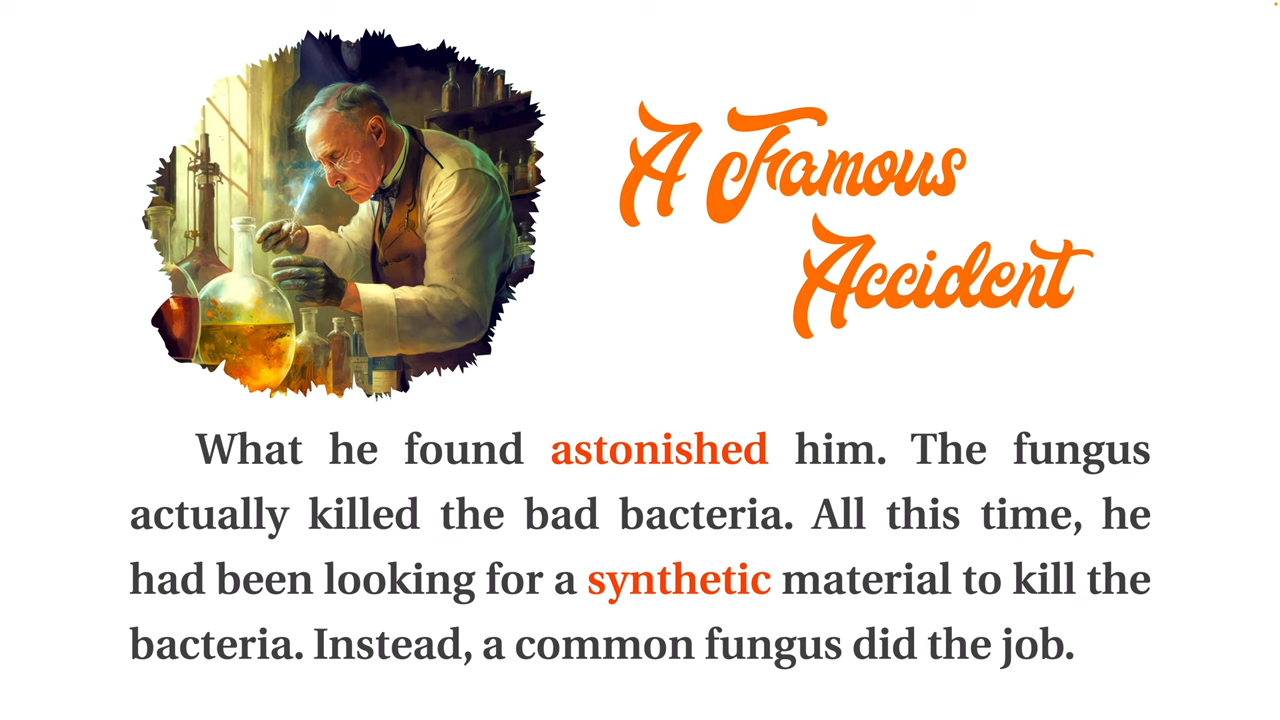 A Famous
Accident
What he found astonished him. The fungus
actually killed the bad bacteria. All this time, he
had been looking for a synthetic material to kill the
bacteria. Instead, a common fungus did the job.